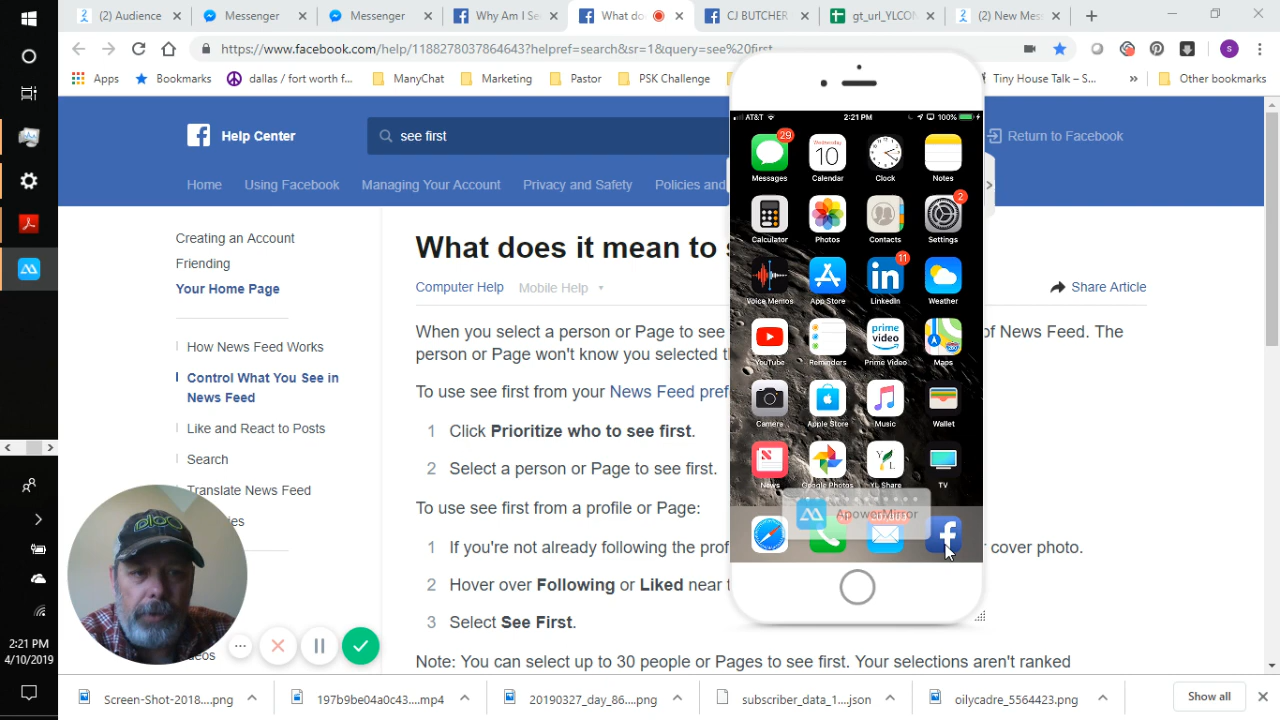 (2) Audience
Messenger
Messenger
Why Am I Se
What do
CJ BUTCHER
gt_url_YLCON
(2) New Mes
https://www.facebook.com/help/118827803786 4643?helpref=search&sr=1&query=see%20first
S
Apps
Bookmarks
dallas / fort worth f...
ManyChat
Marketing
Pastor
PSK Challenge
Tiny House Talk – S...
»
Other bookmarks
Help Center
see first
Return to Facebook
Home
Using Facebook
Managing Your Account
Privacy and Safety
Policies and
Creating an Account
Friending
Your Home Page
How News Feed Works
Control What You See in
News Feed
Like and React to Posts
Search
Translate News Feed
What does it mean to s
Computer Help
Mobile Help
Share Article
When you select a person or Page to see
of News Feed. The
person or Page won't know you selected th
To use see first from your News Feed pref
1 Click Prioritize who to see first.
2 Select a person or Page to see first.
To use see first from a profile or Page:
1 If you're not already following the prof
cover photo.
2 Hover over Following or Liked near t
3 Select See First.
Note: You can select up to 30 people or Pages to see first. Your selections aren't ranked
AT&T
2:21 PM
100%
29
Messages
Wednesday
10
Calendar
Clock
Notes
Calculator
Photos
Contacts
2
Settings
Voice Memos
App Store
11
in
LinkedIn
Weather
YouTube
Reminders
prime video
Prime Video
280
Maps
Camera
Apple Store
Music
Wallet
News
Google Photos
YL
YL Share
TV
ApowerMirror
2:21 PM
4/10/2019
Screen-Shot-2018....png
197b9be04a0c43....mp4
20190327_day_86....png
subscriber_data_1....json
oilycadre_5564423.png
Show all